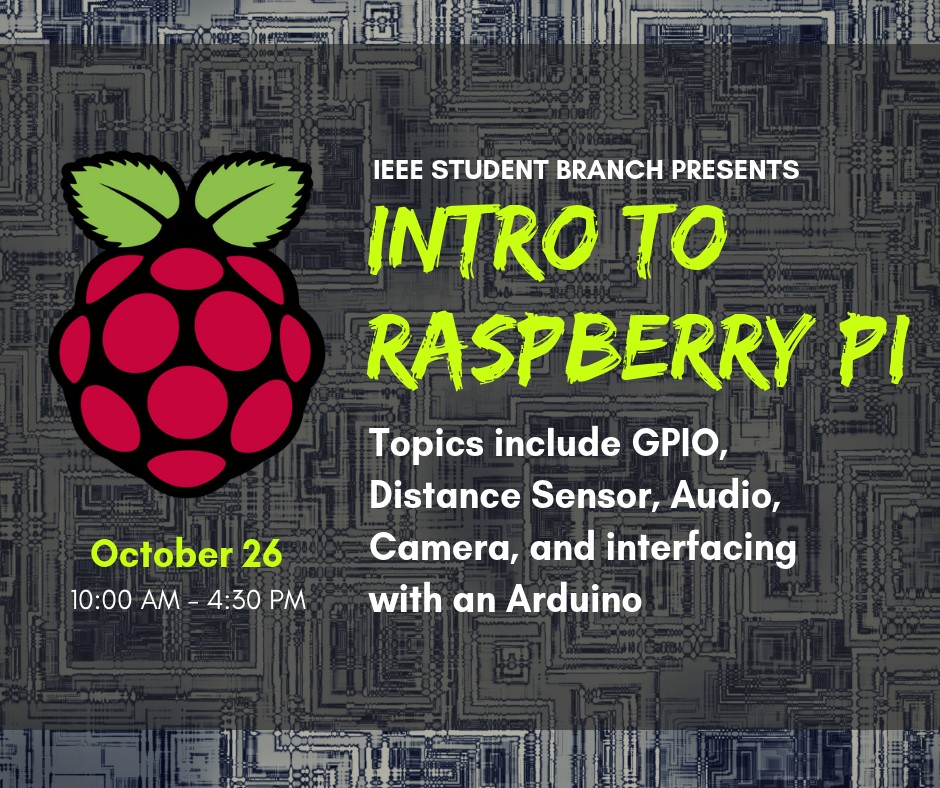 IEEE STUDENT BRANCH PRESENTS
INTRO TO
RASPBERRY PI
Topics include GPIO,
Distance Sensor, Audio,
Camera, and interfacing
with an Arduino
October 26
10:00 AM – 4:30 PM